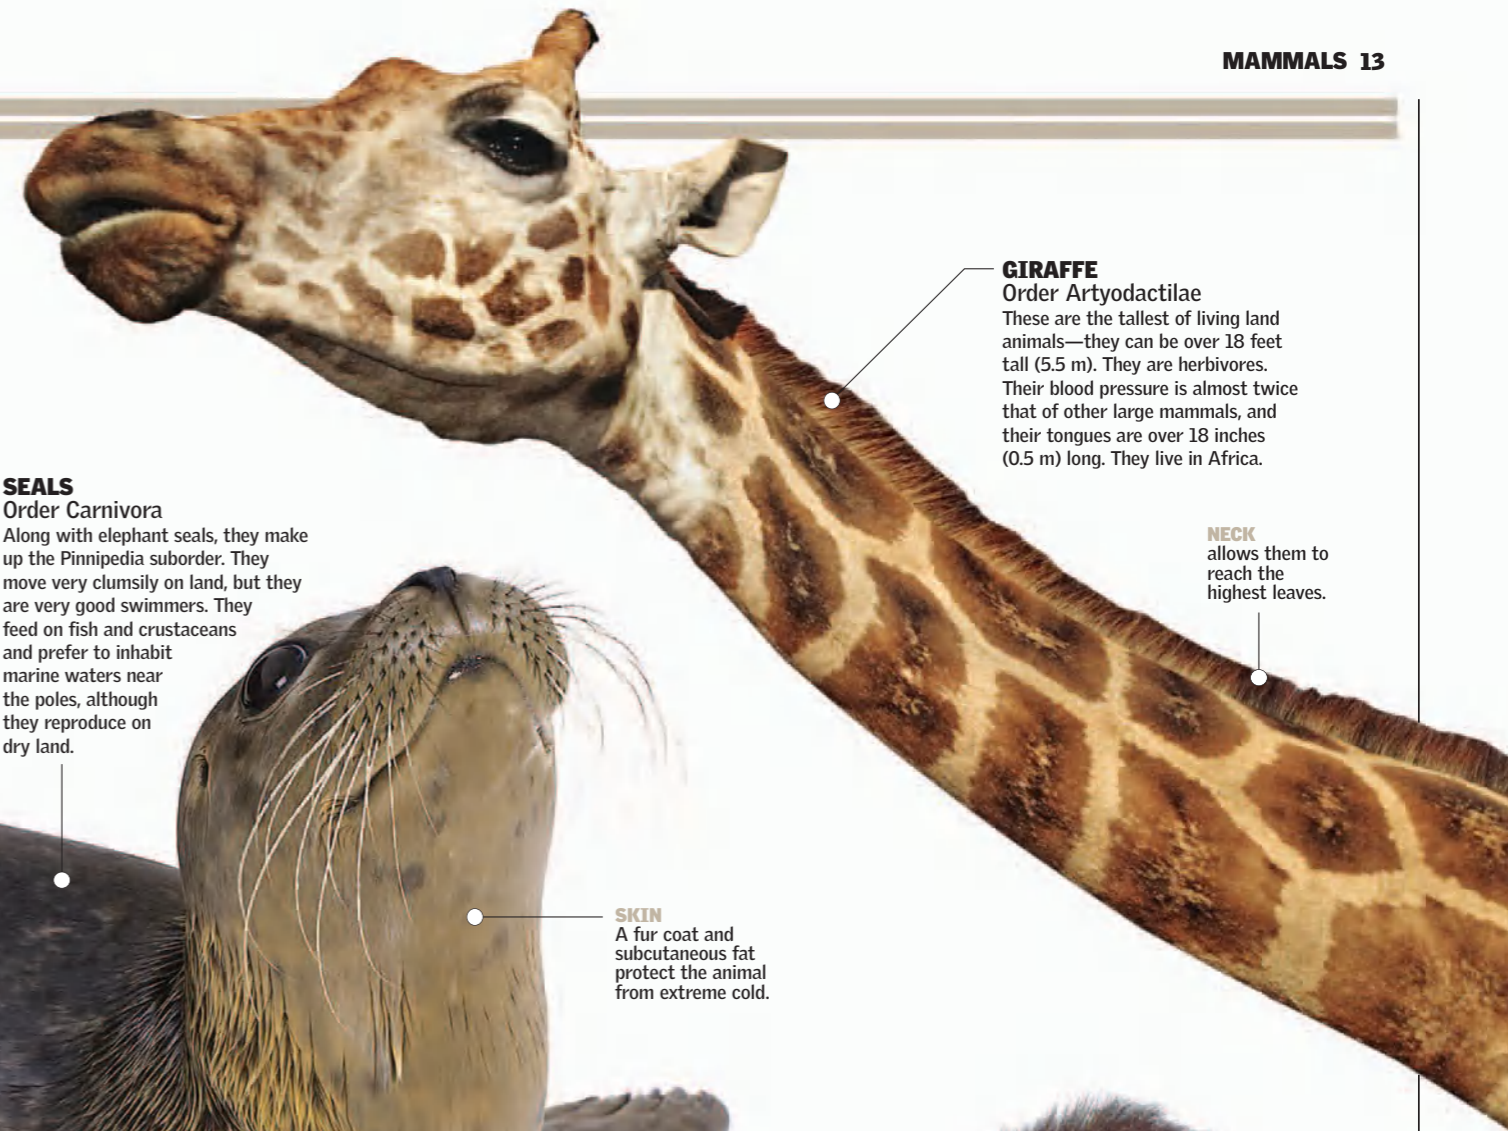 MAMMALS 13
GIRAFFE
Order Artyodactilae
These are the tallest of living land
animals—they can be over 18 feet
tall (5.5 m). They are herbivores.
Their blood pressure is almost twice
that of other large mammals, and
their tongues are over 18 inches
(0.5 m) long. They live in Africa.
SEALS
Order Carnivora
Along with elephant seals, they make
up the Pinnipedia suborder. They
move very clumsily on land, but they
are very good swimmers. They
feed on fish and crustaceans
and prefer to inhabit
marine waters near
the poles, although
they reproduce on
dry land.
NECK
allows them to
reach the
highest leaves.
SKIN
A fur coat and
subcutaneous fat
protect the animal
from extreme cold.